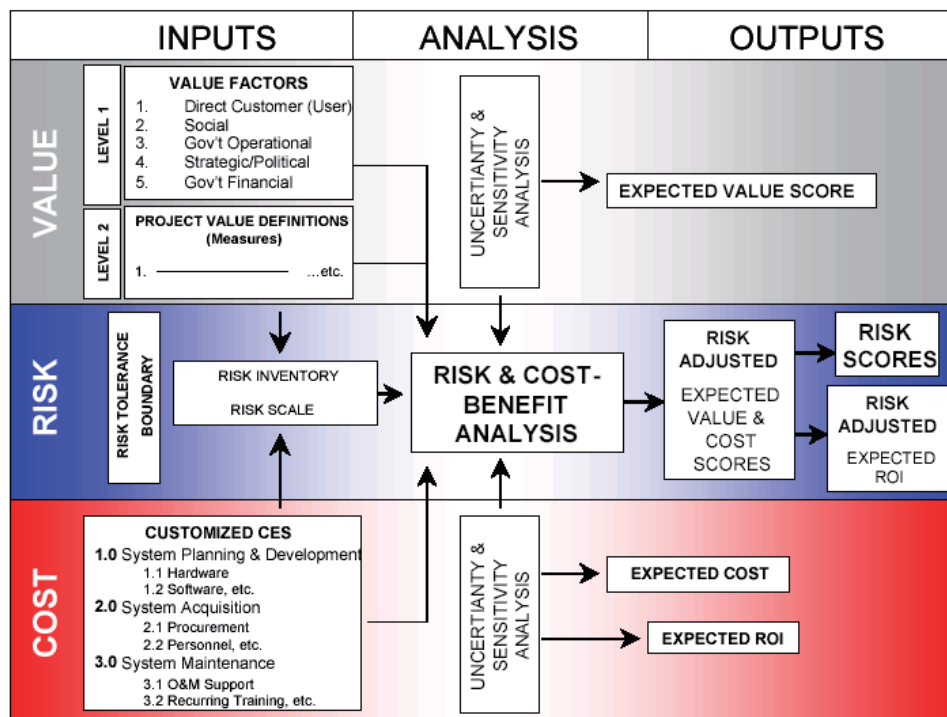 INPUTS
ANALYSIS
OUTPUTS
VALUE
LEVEL 1
VALUE FACTORS
1. Direct Customer (User)
2. Social
3. Gov't Operational
4. Strategic/Political
5. Gov't Financial
LEVEL 2
PROJECT VALUE DEFINITIONS
(Measures)
1. ...etc.
UNCERTIANTY &
SENSITIVITY
ANALYSIS
EXPECTED VALUE SCORE
RISK
RISK TOLERANCE
BOUNDARY
RISK INVENTORY
RISK SCALE
RISK & COST-
BENEFIT
ANALYSIS
RISK
ADJUSTED
EXPECTED
VALUE &
COST
SCORES
RISK
SCORES
RISK
ADJUSTED
EXPECTED
ROI
COST
CUSTOMIZED CES
1.0 System Planning & Development
1.1 Hardware
1.2 Software, etc.
2.0 System Acquisition
2.1 Procurement
2.2 Personnel, etc.
3.0 System Maintenance
3.1 O&M Support
3.2 Recurring Training, etc.
UNCERTIANTY &
SENSITIVITY
ANALYSIS
EXPECTED COST
EXPECTED ROI